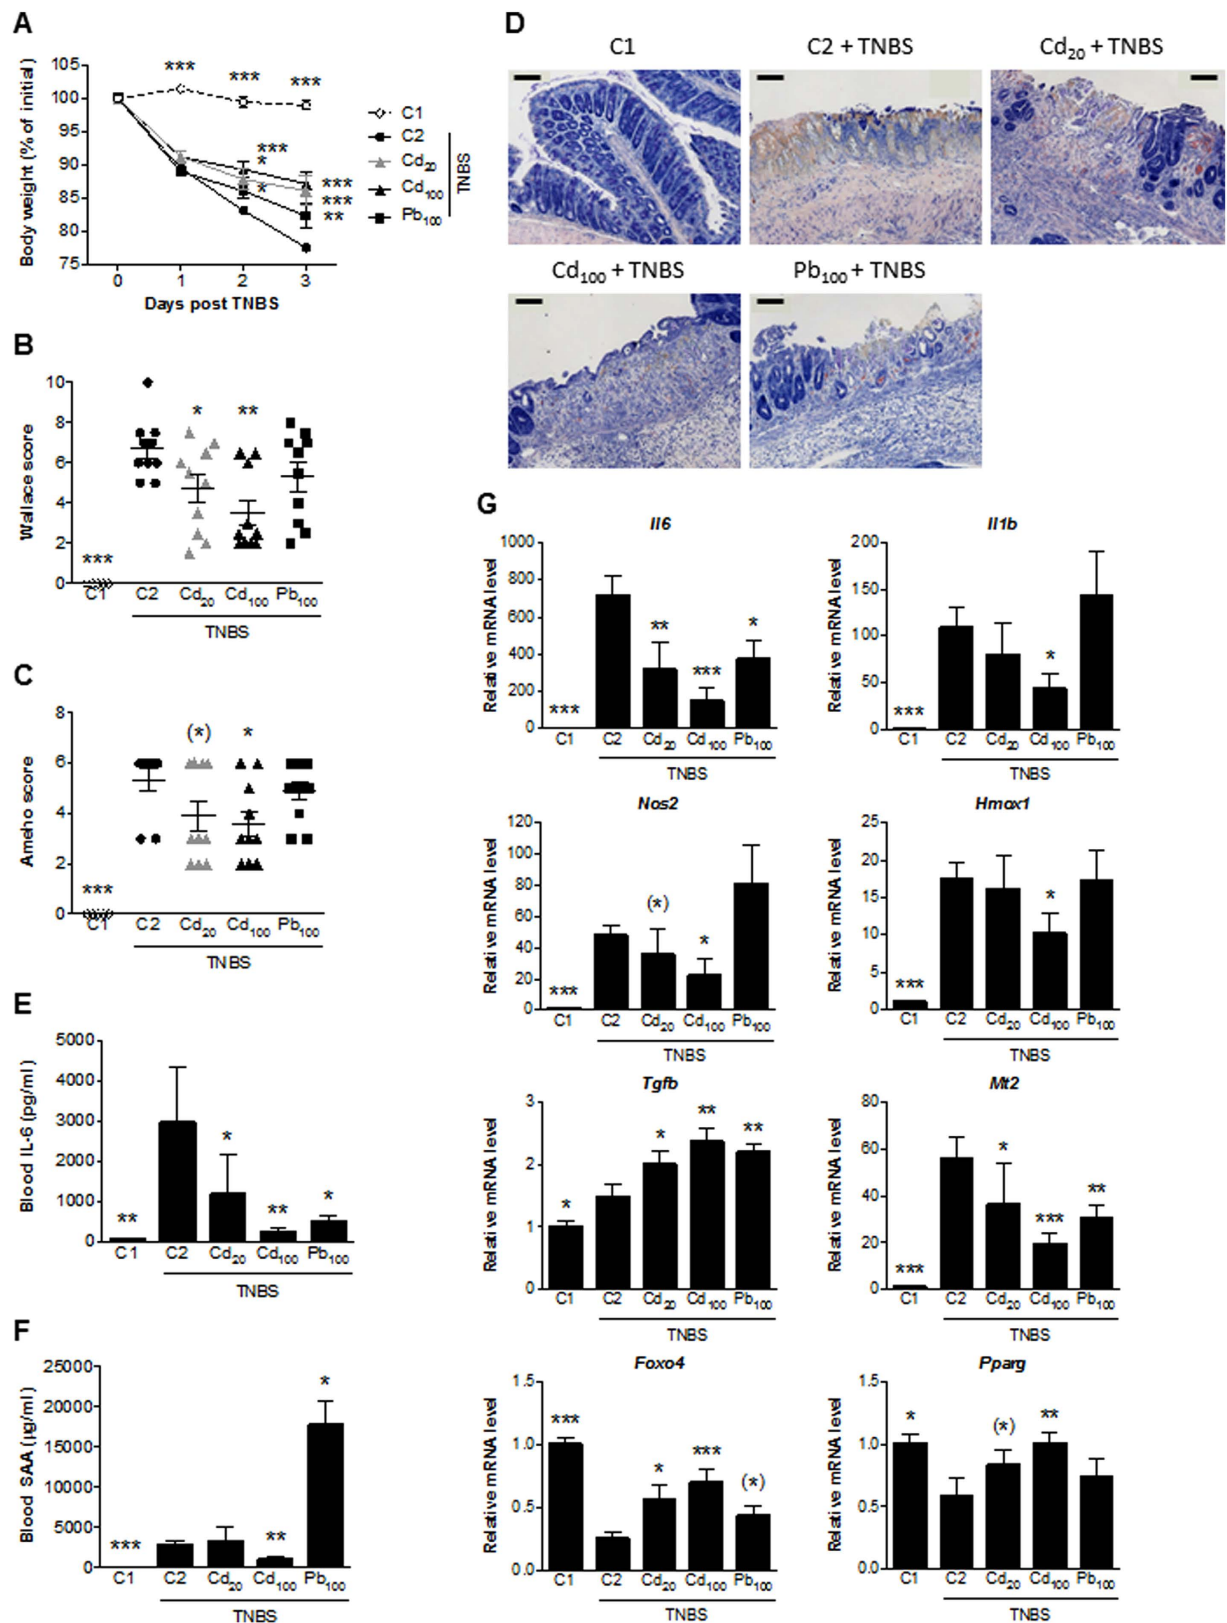 A
Body weight (% of initial)
105
100
95
90
85
80
75
***
***
***
***
*
*
***
***
**
0
1
2
3
Days post TNBS
C1
C2
Cd20
Cd100
Pb100
TNBS
B
Wallace score
10
8
6
4
2
0
***
*
**
C1
C2
Cd20
Cd100
Pb100
TNBS
C
Ameho score
8
6
4
2
0
***
(*)
*
C1
C2
Cd20
Cd100
Pb100
TNBS
D
C1
C2 + TNBS
Cd20 + TNBS
Cd100 + TNBS
Pb100 + TNBS
E
Blood IL-6 (pg/ml)
5000
4000
3000
2000
1000
0
**
*
**
*
C1
C2
Cd20
Cd100
Pb100
TNBS
F
Blood SAA (µg/ml)
25000
20000
15000
10000
5000
0
***
**
*
C1
C2
Cd20
Cd100
Pb100
TNBS
G
Il6
Relative mRNA level
1000
800
600
400
200
0
***
**
***
*
C1
C2
Cd20
Cd100
Pb100
TNBS
Il1b
Relative mRNA level
200
150
100
50
0
***
*
C1
C2
Cd20
Cd100
Pb100
TNBS
Nos2
Relative mRNA level
120
100
80
60
40
20
0
***
(*)
*
C1
C2
Cd20
Cd100
Pb100
TNBS
Hmox1
Relative mRNA level
25
20
15
10
5
0
***
*
C1
C2
Cd20
Cd100
Pb100
TNBS
Tgfb
Relative mRNA level
3
2
1
0
*
*
**
**
C1
C2
Cd20
Cd100
Pb100
TNBS
Mt2
Relative mRNA level
80
60
40
20
0
***
*
***
**
C1
C2
Cd20
Cd100
Pb100
TNBS
Foxo4
Relative mRNA level
1.5
1.0
0.5
0.0
***
*
***
(*)
C1
C2
Cd20
Cd100
Pb100
TNBS
Pparg
Relative mRNA level
1.5
1.0
0.5
0.0
*
(*)
**
C1
C2
Cd20
Cd100
Pb100
TNBS